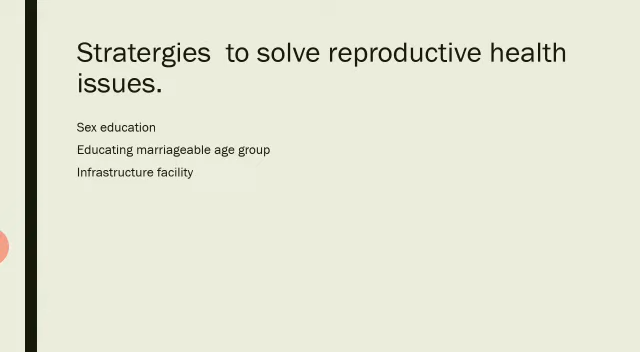 Stratergies  to solve reproductive health
issues.
Sex education
Educating marriageable age group
Infrastructure facility